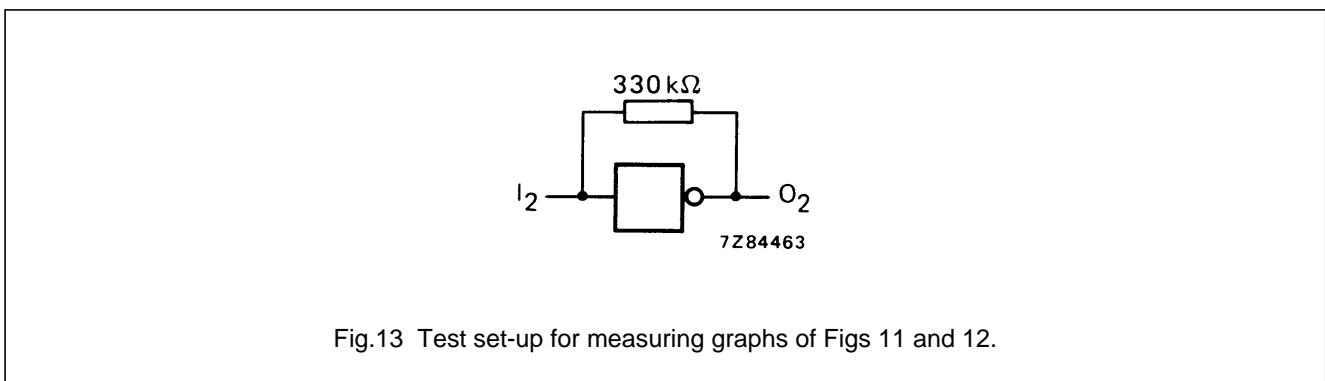 330 kΩ
I2
O2
7Z84463
Fig.13 Test set-up for measuring graphs of Figs 11 and 12.